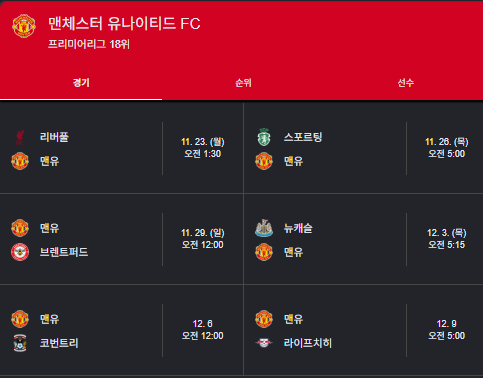 맨체스터 유나이티드 FC
프리미어리그 18위
경기
순위
선수
리버풀
맨유
11. 23. (월)
오전 1:30
스포르팅
맨유
11. 26. (목)
오전 5:00
맨유
브렌트퍼드
11. 29. (일)
오전 12:00
뉴캐슬
맨유
12. 3. (목)
오전 5:15
맨유
코번트리
12. 6
오전 12:00
맨유
라이프치히
12. 9
오전 5:00